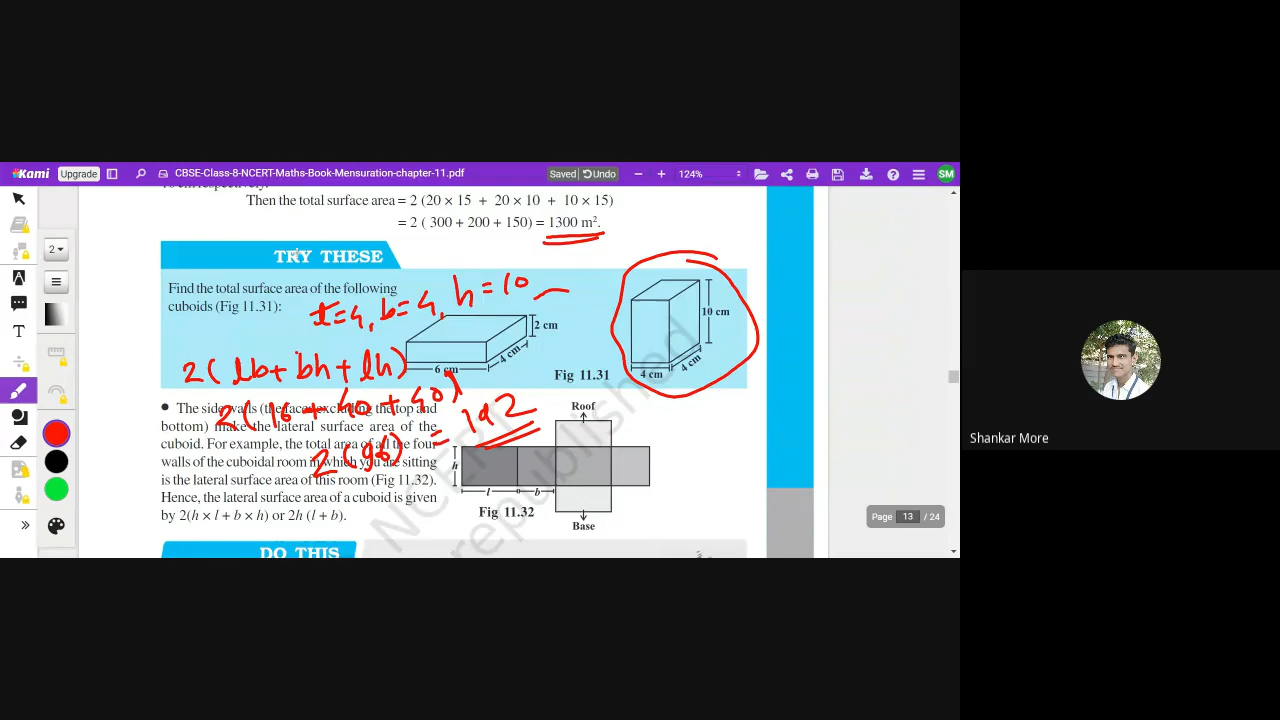 Kami Upgrade CBSE-Class-8-NCERT-Maths-Book-Mensuration-chapter-11.pdf Saved Undo 124% SM
10 cm respectively.
Then the total surface area = 2 (20 × 15 + 20 × 10 + 10 × 15)
= 2 ( 300 + 200 + 150) = 1300 m².
2
TRY THESE
Find the total surface area of the following
cuboids (Fig 11.31):
l=4, b=4, h=10
2 cm
4 cm
6 cm
10 cm
4 cm
4 cm
Fig 11.31
2(lb+bh+lh)
2(16+40+40)
2(96) = 192
● The side walls (the faces excluding the top and
bottom) make the lateral surface area of the
cuboid. For example, the total area of all the four
walls of the cuboidal room in which you are sitting
is the lateral surface area of this room (Fig 11.32).
Hence, the lateral surface area of a cuboid is given
by 2(h × l + b × h) or 2h (l + b).
Roof
h
l
b
Fig 11.32
Base
NCERT
republished
DO THIS
Page 13 / 24
Shankar More